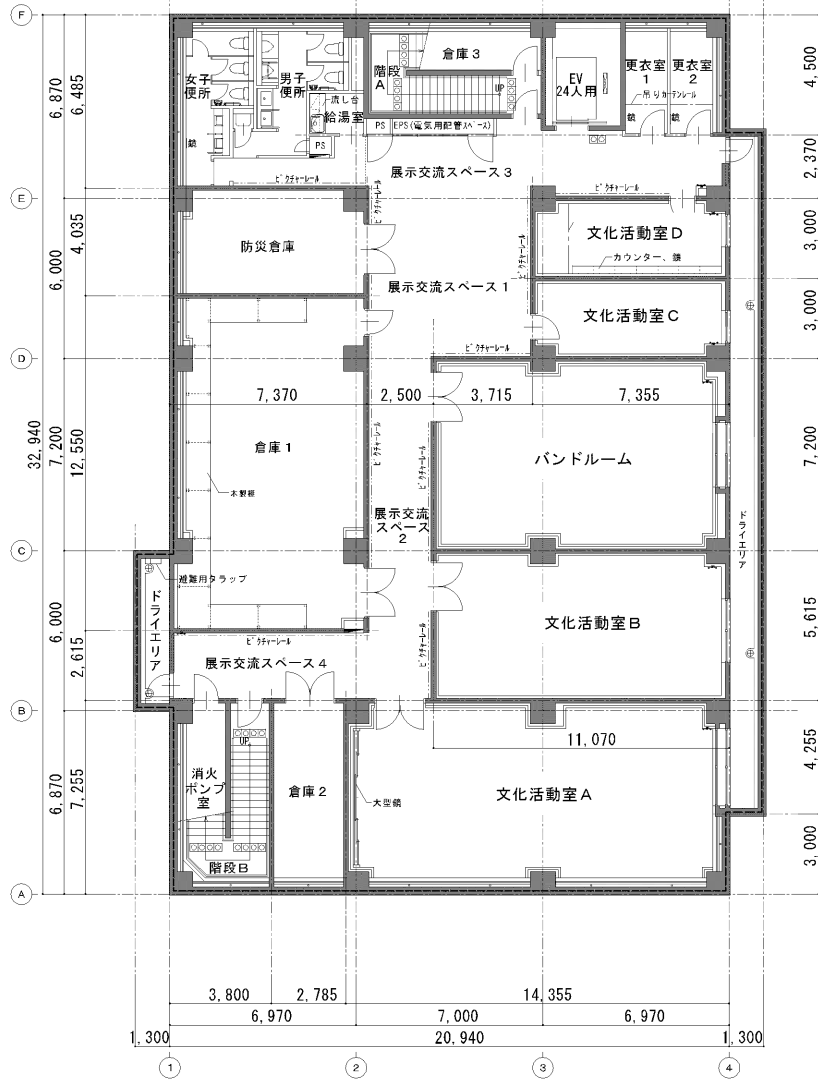 F
E
D
C
B
A
6,870
6,485
6,000
4,035
32,940
7,200
12,550
6,000
2,615
6,870
7,255
4,500
2,370
3,000
3,000
7,200
5,615
4,255
3,000
女子
便所
男子
便所
流し台
給湯室
鏡
PS
階段
A
倉庫3
UP
PS
EPS(電気用配管スペース)
EV
24人用
更衣室
1
更衣室
2
吊りカーテンレール
鏡
鏡
展示交流スペース3
ピクチャーレール
ピクチャーレール
ピクチャーレール
防災倉庫
文化活動室D
カウンター、鏡
ピクチャーレール
展示交流スペース1
文化活動室C
ピクチャーレール
7,370
2,500
3,715
7,355
倉庫1
木製棚
ピクチャーレール
ピクチャーレール
バンドルーム
展示交流
スペース
2
ドライエリア
避難用タラップ
ドライエリア
文化活動室B
ピクチャーレール
ピクチャーレール
展示交流スペース4
UP
11,070
消火
ポンプ
室
倉庫2
大型鏡
文化活動室A
階段B
3,800
2,785
14,355
6,970
7,000
6,970
1,300
20,940
1,300
1
2
3
4